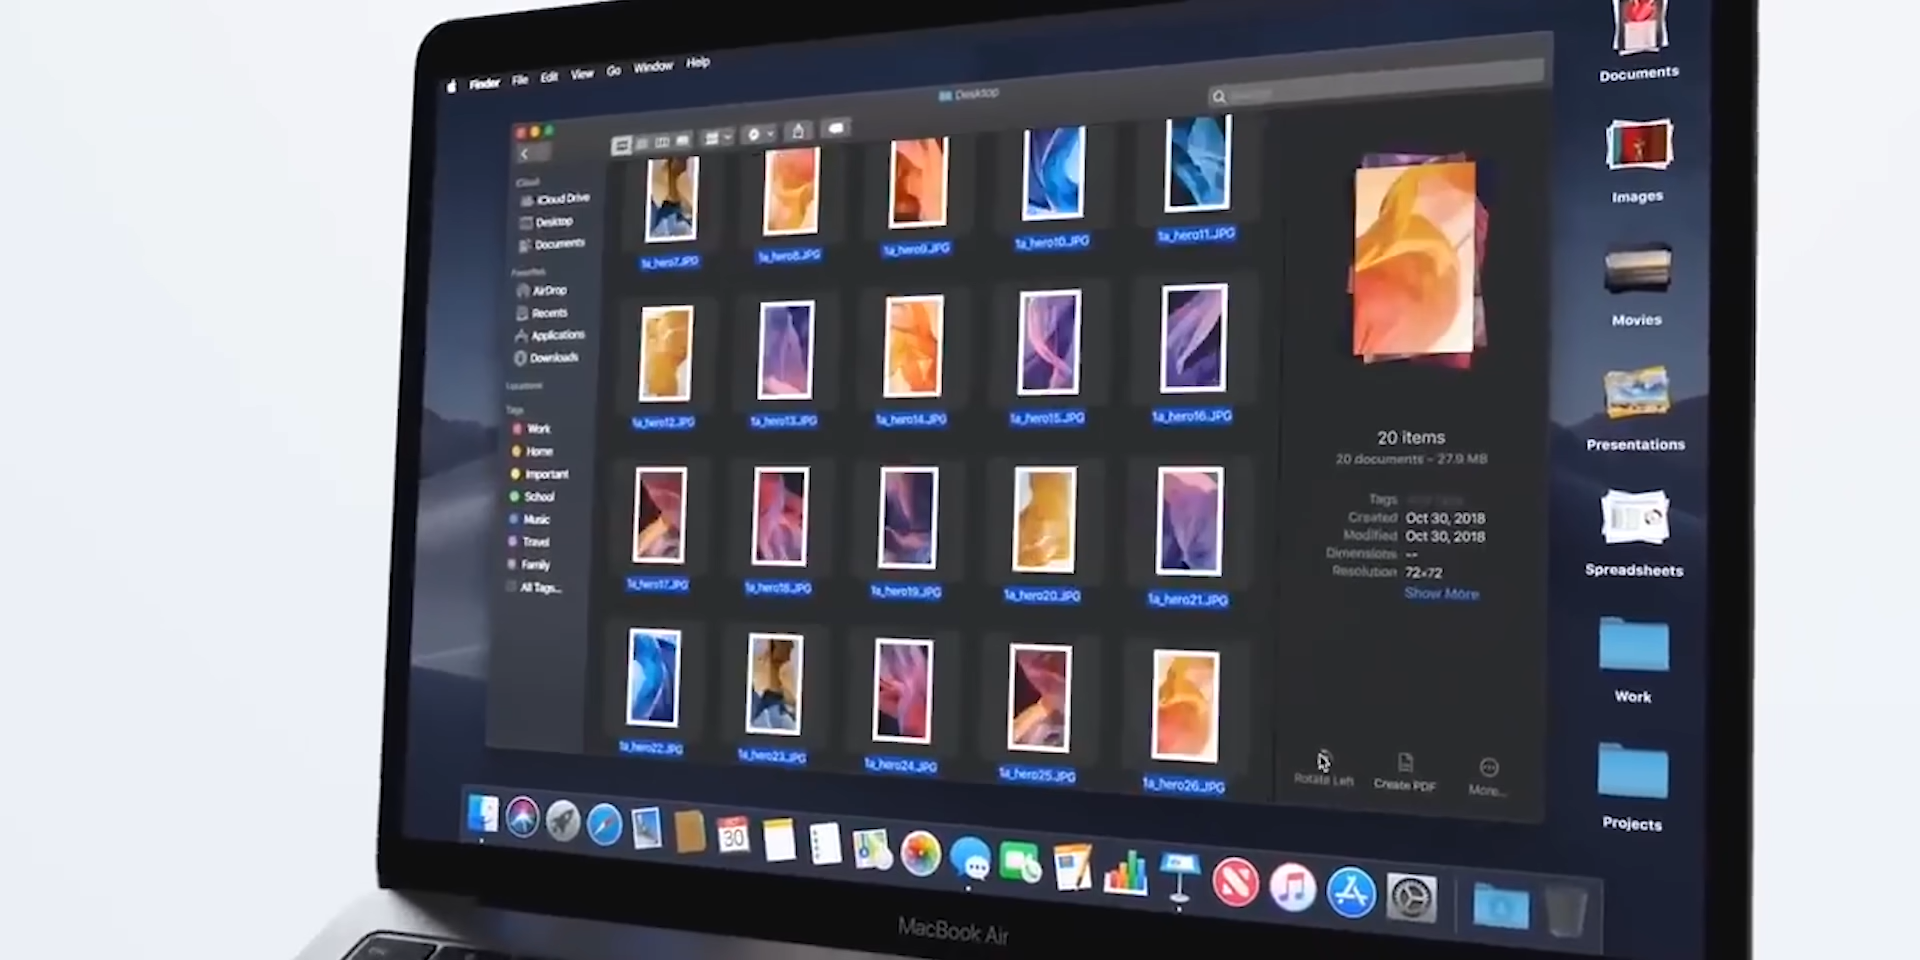 Finder File Edit View Go Window Help
Desktop
iCloud
iCloud Drive
Desktop
Documents
Favorites
AirDrop
Recents
Applications
Downloads
Locations
Tags
Work
Home
Important
School
Music
Travel
Family
All Tags...
1a_hero7.JPG 1a_hero8.JPG 1a_hero9.JPG 1a_hero10.JPG 1a_hero11.JPG
1a_hero12.JPG 1a_hero13.JPG 1a_hero14.JPG 1a_hero15.JPG 1a_hero16.JPG
1a_hero17.JPG 1a_hero18.JPG 1a_hero19.JPG 1a_hero20.JPG 1a_hero21.JPG
1a_hero22.JPG 1a_hero23.JPG 1a_hero24.JPG 1a_hero25.JPG 1a_hero26.JPG
20 items
20 documents - 27.9 MB
Tags
Created Oct 30, 2018
Modified Oct 30, 2018
Dimensions --
Resolution 72×72
Show More
Rotate Left Create PDF More...
Documents
Images
Movies
Presentations
Spreadsheets
Work
Projects
OCT
30
MacBook Air